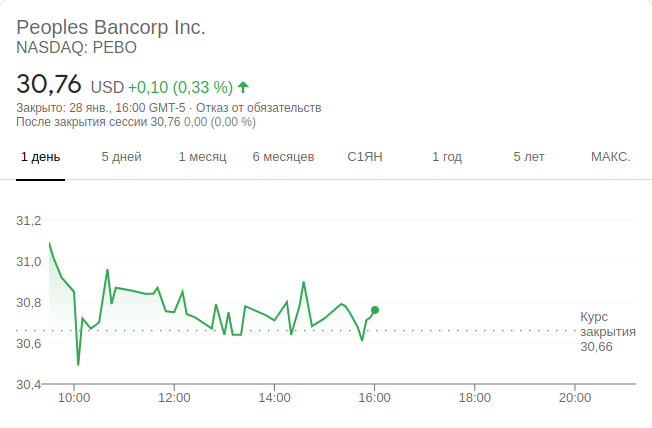 Peoples Bancorp Inc.
NASDAQ: PEBO
30,76 USD +0,10 (0,33 %)
Закрыто: 28 янв., 16:00 GMT-5 · Отказ от обязательств
После закрытия сессии 30,76 0,00 (0,00 %)
1 день 5 дней 1 месяц 6 месяцев С1ЯН 1 год 5 лет МАКС.
31,2
31,0
30,8
Курс
закрытия
30,66
30,6
30,4
10:00 12:00 14:00 16:00 18:00 20:00